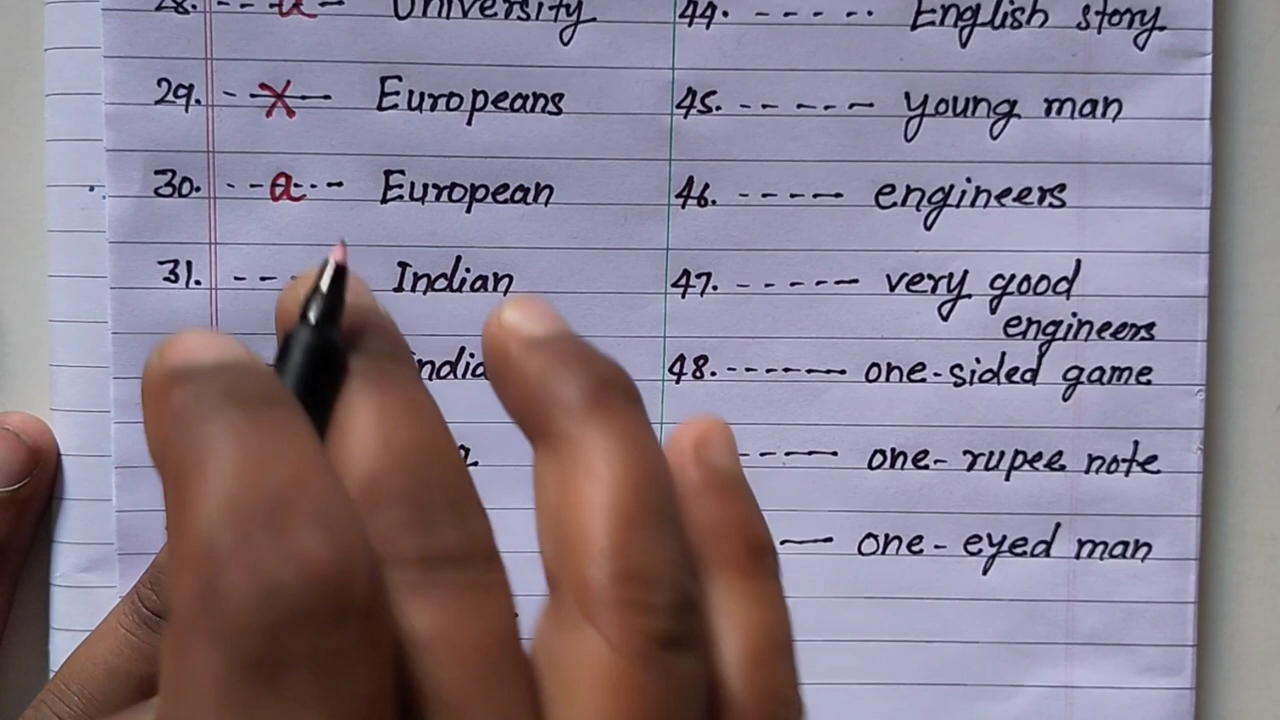 28. --a-- University
29. --X-- Europeans
30. --a-- European
31. --- Indian
44. ----- English story
45. ----- young man
46. ---- engineers
47. ----- very good
engineers
48. ------ one-sided game
---- one-rupee note
-- one-eyed man